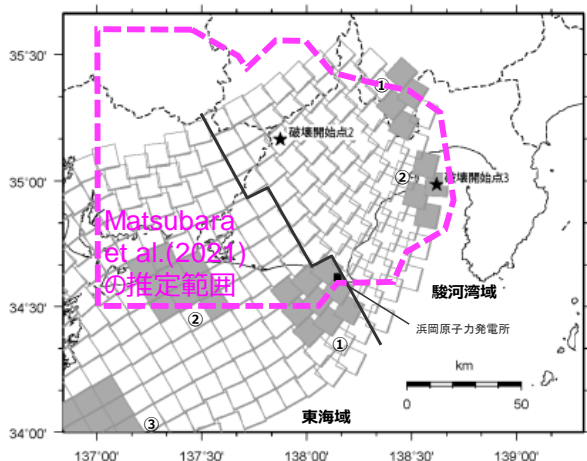 35°30'
①
破壊開始点2
35°00'
②
破壊開始点3
Matsubara
et al.(2021)
の推定範囲
34°30'
駿河湾域
②
浜岡原子力発電所
①
km
0
50
東海域
③
34°00'
137°00'
137°30'
138°00'
138°30'
139°00'